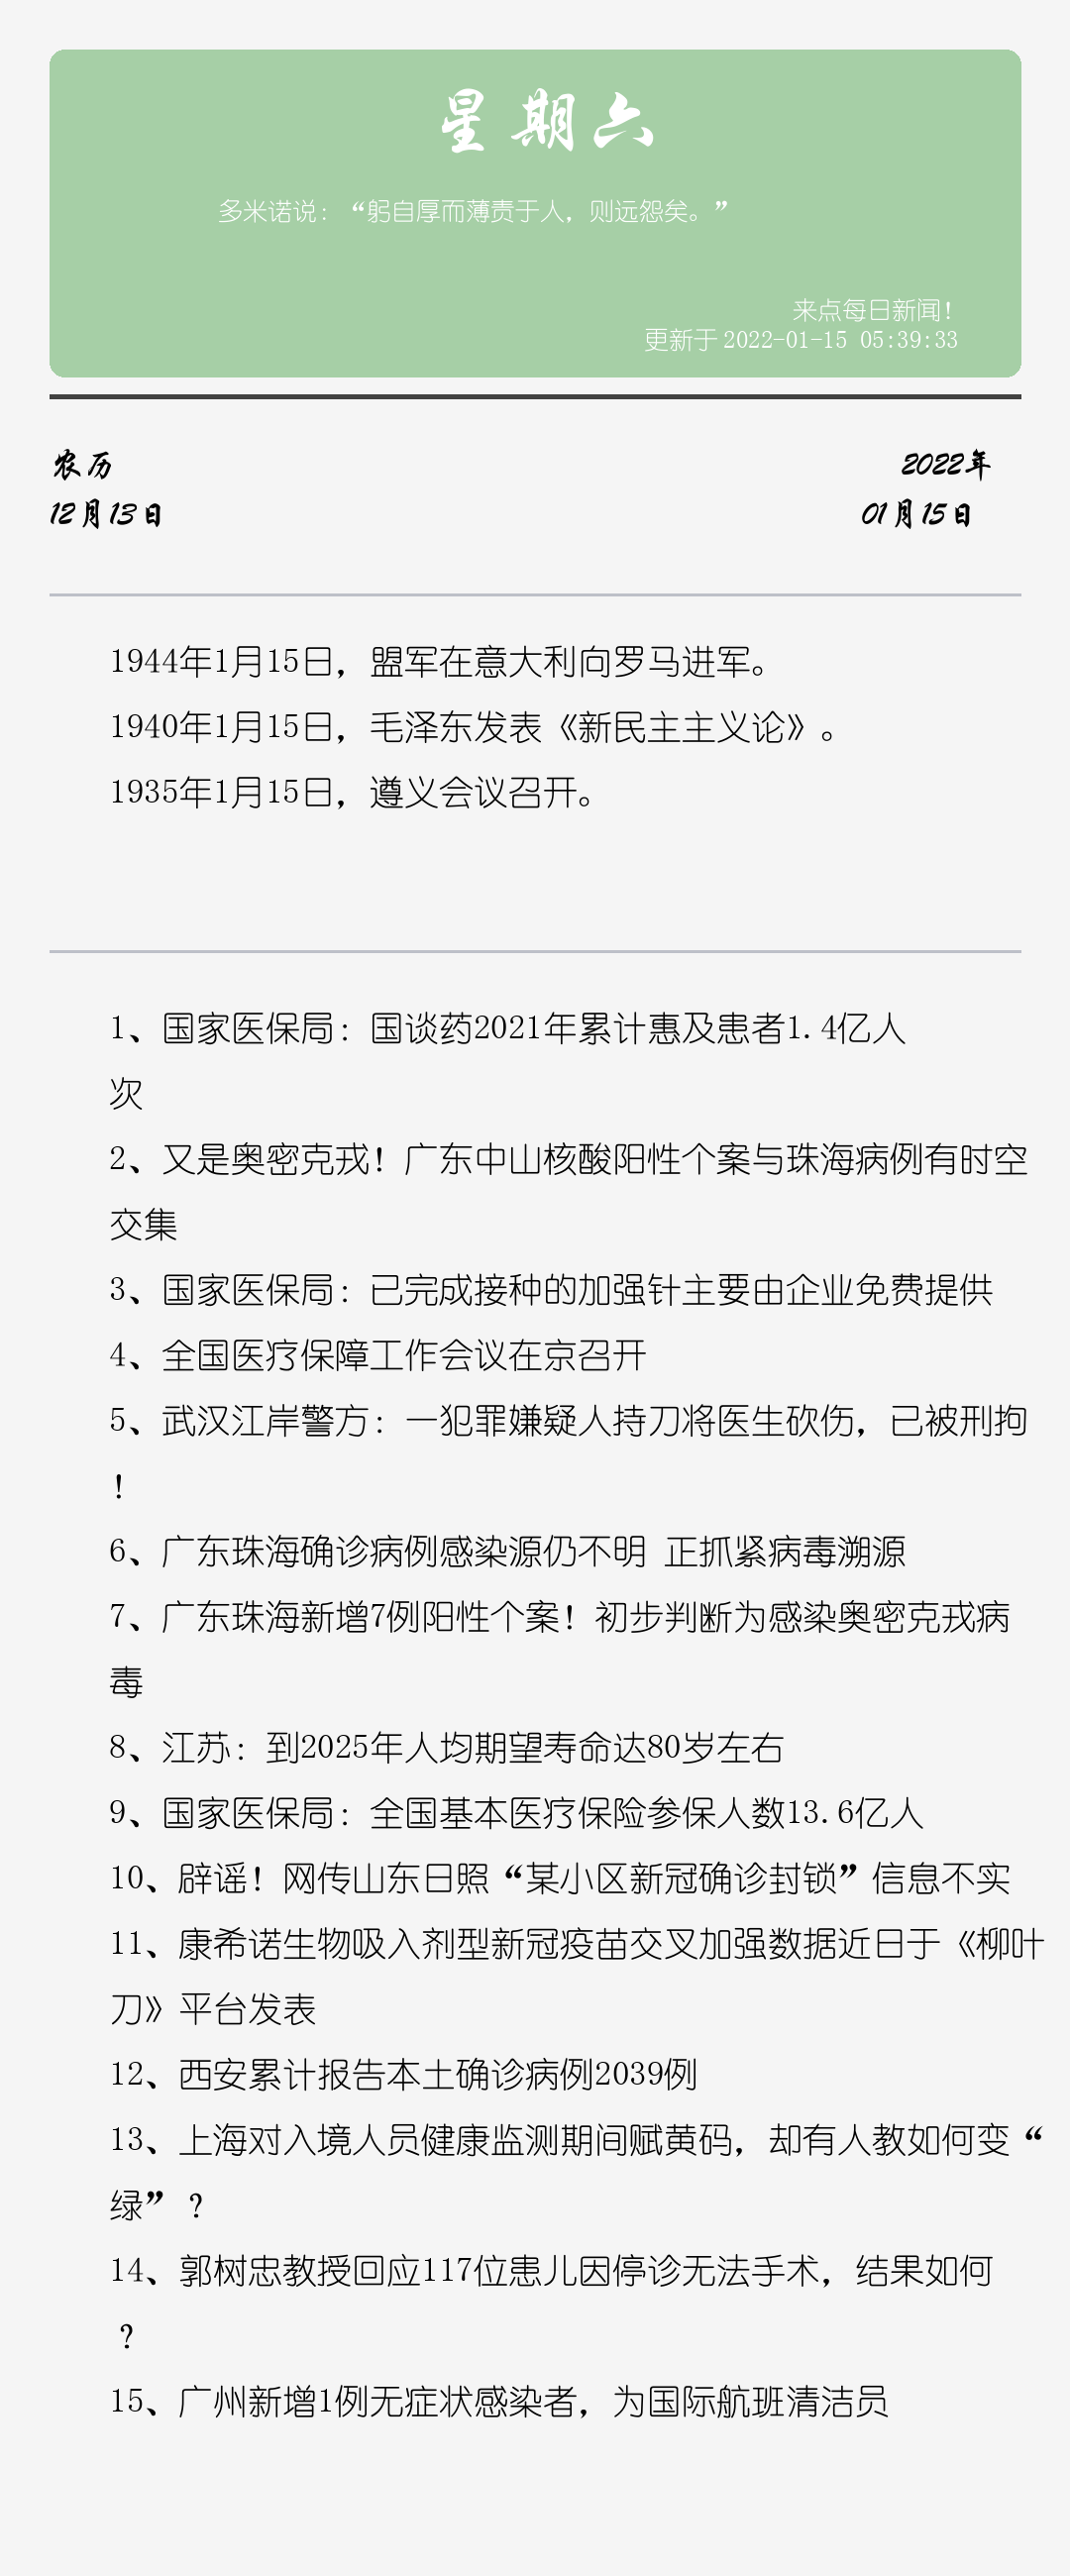 星期六
多米诺说：“躬自厚而薄责于人，则远怨矣。”
来点每日新闻！
更新于 2022-01-15 05:39:33
农历
2022年
12月13日
01月15日
1944年1月15日，盟军在意大利向罗马进军。
1940年1月15日，毛泽东发表《新民主主义论》。
1935年1月15日，遵义会议召开。
1、国家医保局：国谈药2021年累计惠及患者1.4亿人
次
2、又是奥密克戎！广东中山核酸阳性个案与珠海病例有时空
交集
3、国家医保局：已完成接种的加强针主要由企业免费提供
4、全国医疗保障工作会议在京召开
5、武汉江岸警方：一犯罪嫌疑人持刀将医生砍伤，已被刑拘
！
6、广东珠海确诊病例感染源仍不明 正抓紧病毒溯源
7、广东珠海新增7例阳性个案！初步判断为感染奥密克戎病
毒
8、江苏：到2025年人均期望寿命达80岁左右
9、国家医保局：全国基本医疗保险参保人数13.6亿人
10、辟谣！网传山东日照“某小区新冠确诊封锁”信息不实
11、康希诺生物吸入剂型新冠疫苗交叉加强数据近日于《柳叶
刀》平台发表
12、西安累计报告本土确诊病例2039例
13、上海对入境人员健康监测期间赋黄码，却有人教如何变“
绿”？
14、郭树忠教授回应117位患儿因停诊无法手术，结果如何
？
15、广州新增1例无症状感染者，为国际航班清洁员